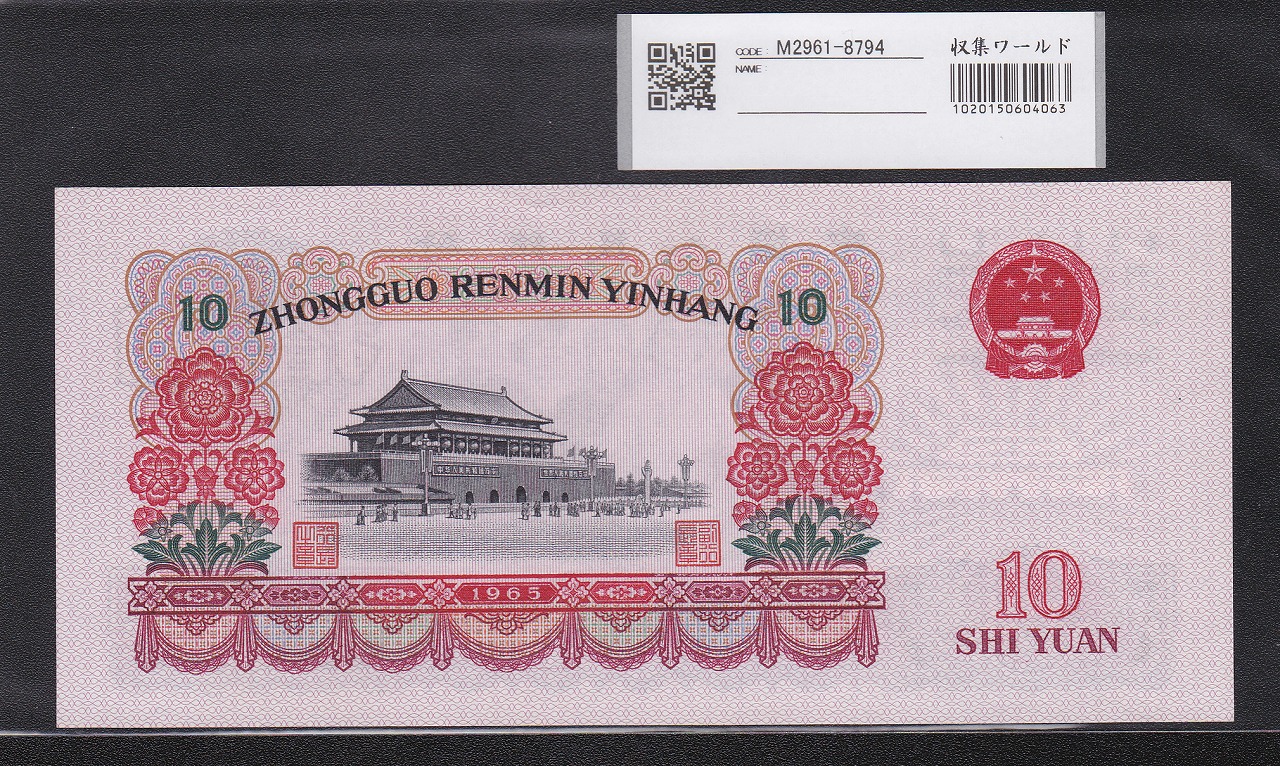 CODE: M2961-8794
収集ワールド
NAME:
1020150604063
ZHONGGUO RENMIN YINHANG
10
10
1965
10
SHI YUAN